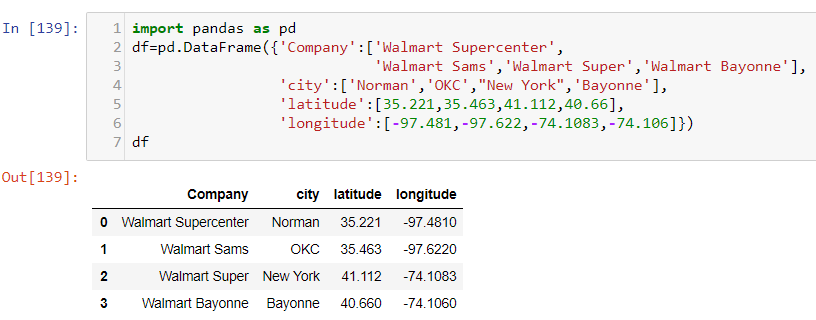 In [139]:
1 import pandas as pd
2 df=pd.DataFrame({'Company':['Walmart Supercenter',
3                            'Walmart Sams','Walmart Super','Walmart Bayonne'],
4                 'city':['Norman','OKC',"New York",'Bayonne'],
5                 'latitude':[35.221,35.463,41.112,40.66],
6                 'longitude':[-97.481,-97.622,-74.1083,-74.106]})
7 df
Out[139]:
Company city latitude longitude
0 Walmart Supercenter Norman 35.221 -97.4810
1 Walmart Sams OKC 35.463 -97.6220
2 Walmart Super New York 41.112 -74.1083
3 Walmart Bayonne Bayonne 40.660 -74.1060